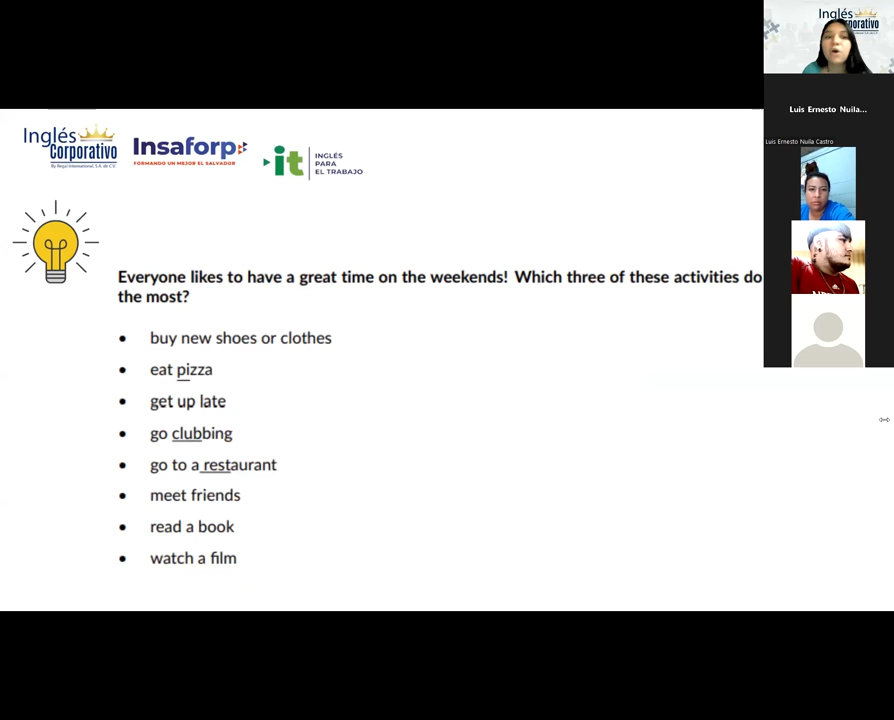 Inglés
Corporativo
By Regal International, S.A. de C.V.
Insaforp
FORMANDO UN MEJOR EL SALVADOR
it
INGLÉS
PARA
EL TRABAJO
Inglés
Corporativo
Luis Ernesto Nuila...
Luis Ernesto Nuila Castro
Everyone likes to have a great time on the weekends! Which three of these activities do
the most?
• buy new shoes or clothes
• eat pizza
• get up late
• go clubbing
• go to a restaurant
• meet friends
• read a book
• watch a film